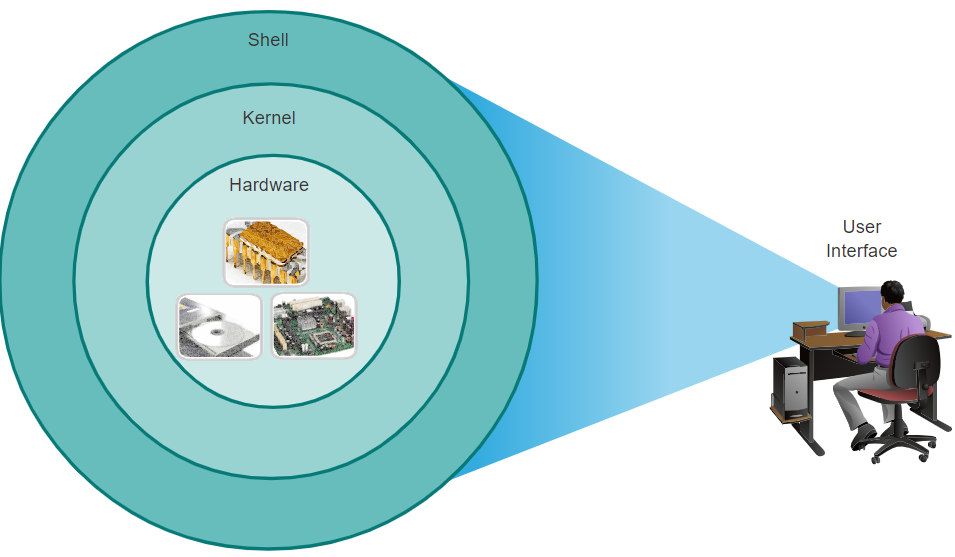 Shell
Kernel
Hardware
User
Interface